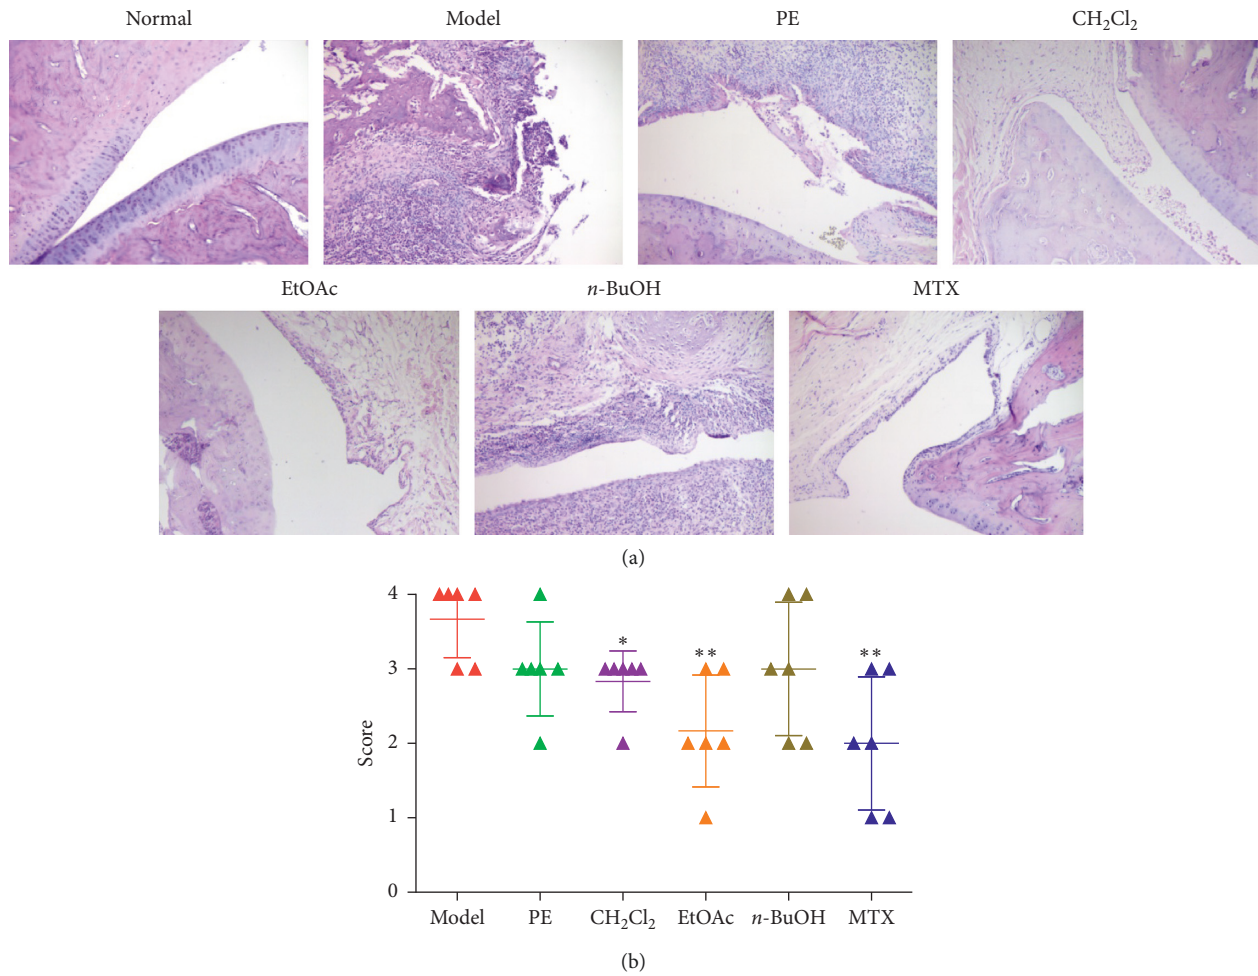 Normal Model PE CH₂Cl₂
EtOAc n-BuOH MTX
(a)
4
3
2
1
0
Score
*
**
**
Model PE CH₂Cl₂ EtOAc n-BuOH MTX
(b)